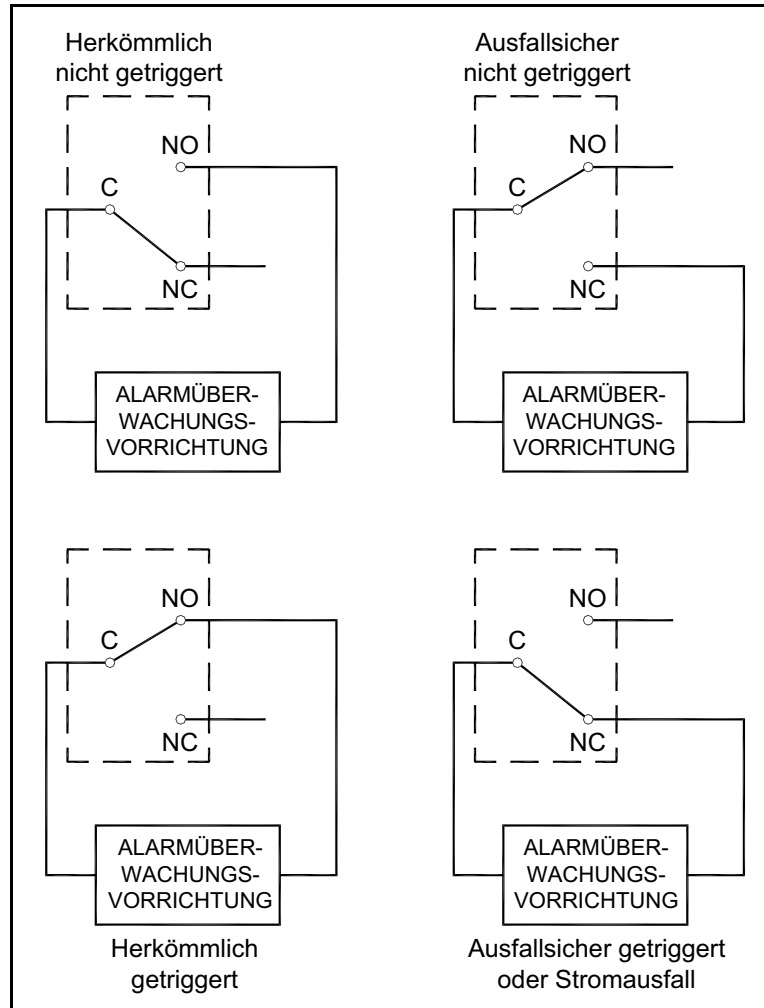 Herkömmlich
nicht getriggert
NO
C
NC
ALARMÜBER-
WACHUNGS-
VORRICHTUNG
Ausfallsicher
nicht getriggert
NO
C
NC
ALARMÜBER-
WACHUNGS-
VORRICHTUNG
NO
C
NC
ALARMÜBER-
WACHUNGS-
VORRICHTUNG
Herkömmlich
getriggert
NO
C
NC
ALARMÜBER-
WACHUNGS-
VORRICHTUNG
Ausfallsicher getriggert
oder Stromausfall